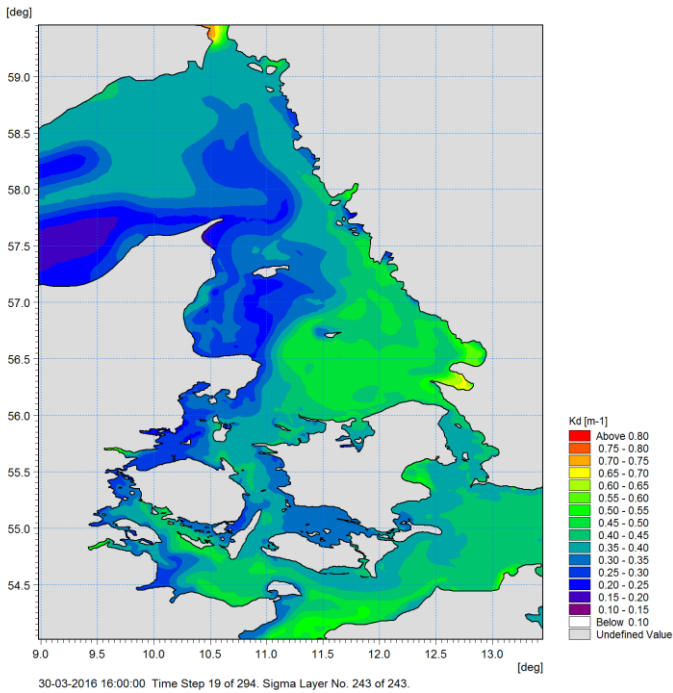 [deg]
59.0
58.5
58.0
57.5
57.0
56.5
56.0
55.5
55.0
54.5
9.0 9.5 10.0 10.5 11.0 11.5 12.0 12.5 13.0
[deg]
Kd [m-1]
Above 0.80
0.75 - 0.80
0.70 - 0.75
0.65 - 0.70
0.60 - 0.65
0.55 - 0.60
0.50 - 0.55
0.45 - 0.50
0.40 - 0.45
0.35 - 0.40
0.30 - 0.35
0.25 - 0.30
0.20 - 0.25
0.15 - 0.20
0.10 - 0.15
Below 0.10
Undefined Value
30-03-2016 16:00:00 Time Step 19 of 294. Sigma Layer No. 243 of 243.